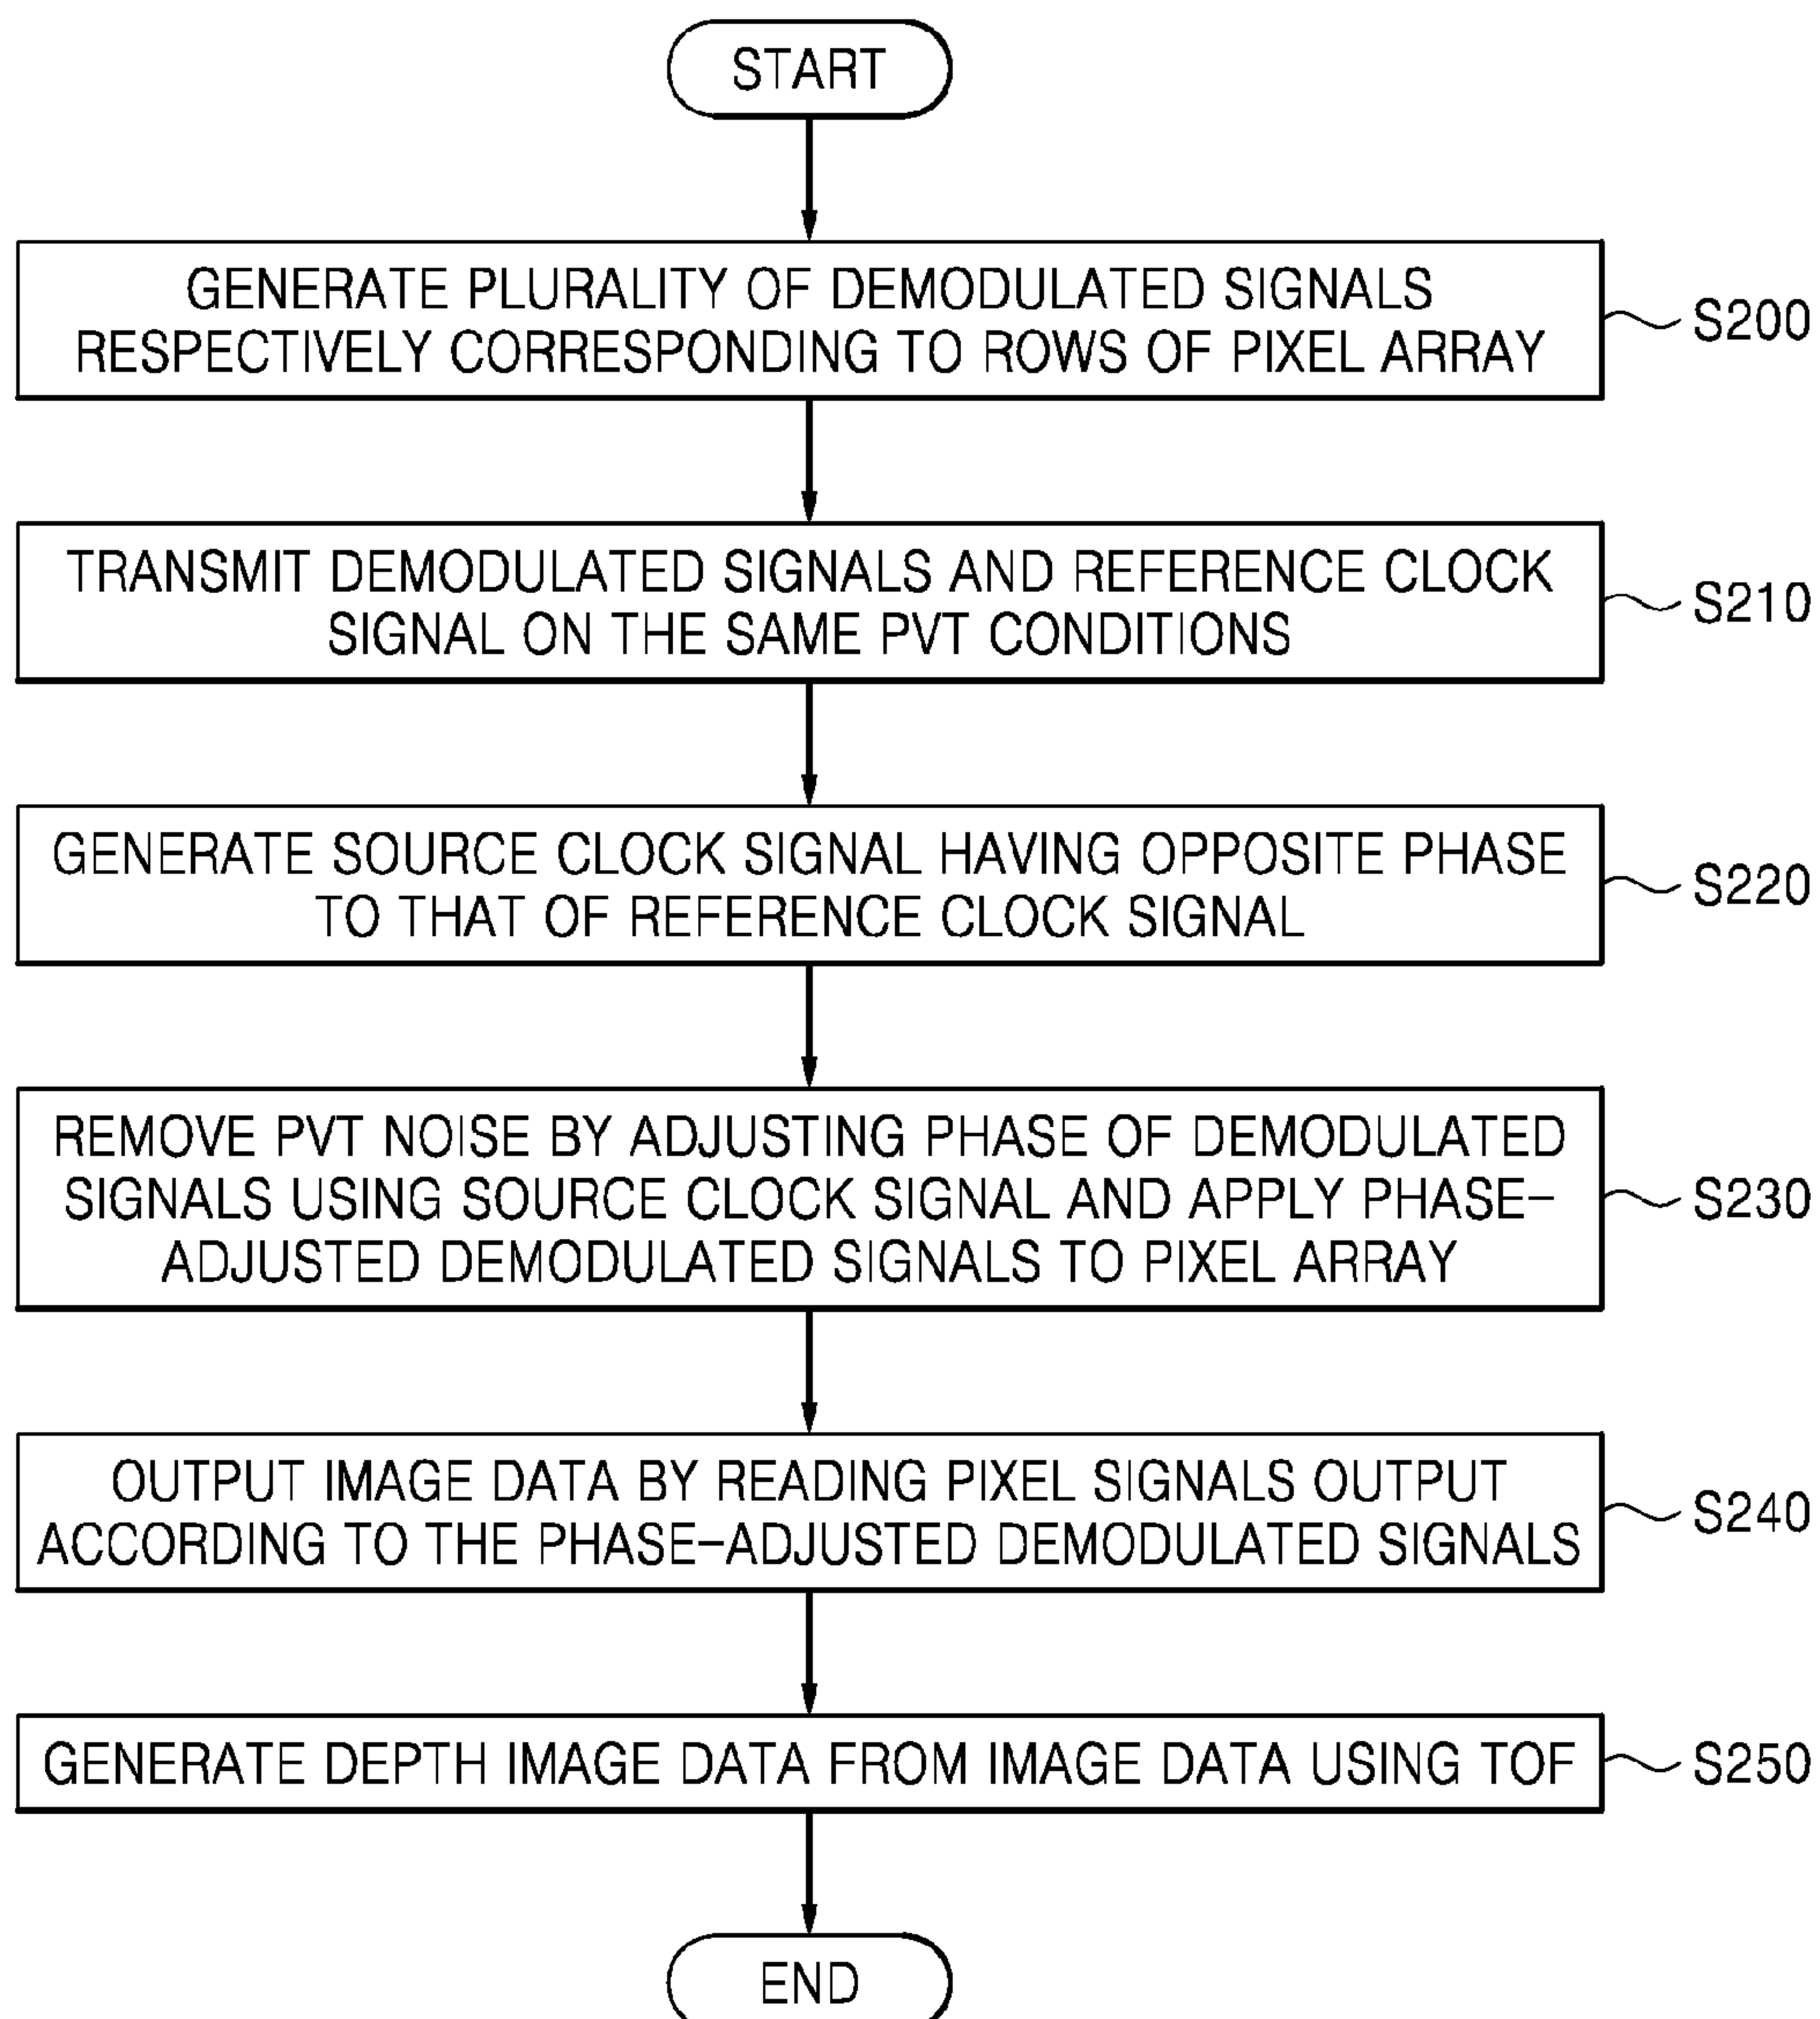 START
GENERATE PLURALITY OF DEMODULATED SIGNALS
RESPECTIVELY CORRESPONDING TO ROWS OF PIXEL ARRAY
S200
TRANSMIT DEMODULATED SIGNALS AND REFERENCE CLOCK
SIGNAL ON THE SAME PVT CONDITIONS
S210
GENERATE SOURCE CLOCK SIGNAL HAVING OPPOSITE PHASE
TO THAT OF REFERENCE CLOCK SIGNAL
S220
REMOVE PVT NOISE BY ADJUSTING PHASE OF DEMODULATED
SIGNALS USING SOURCE CLOCK SIGNAL AND APPLY PHASE-
ADJUSTED DEMODULATED SIGNALS TO PIXEL ARRAY
S230
OUTPUT IMAGE DATA BY READING PIXEL SIGNALS OUTPUT
ACCORDING TO THE PHASE-ADJUSTED DEMODULATED SIGNALS
S240
GENERATE DEPTH IMAGE DATA FROM IMAGE DATA USING TOF
S250
END